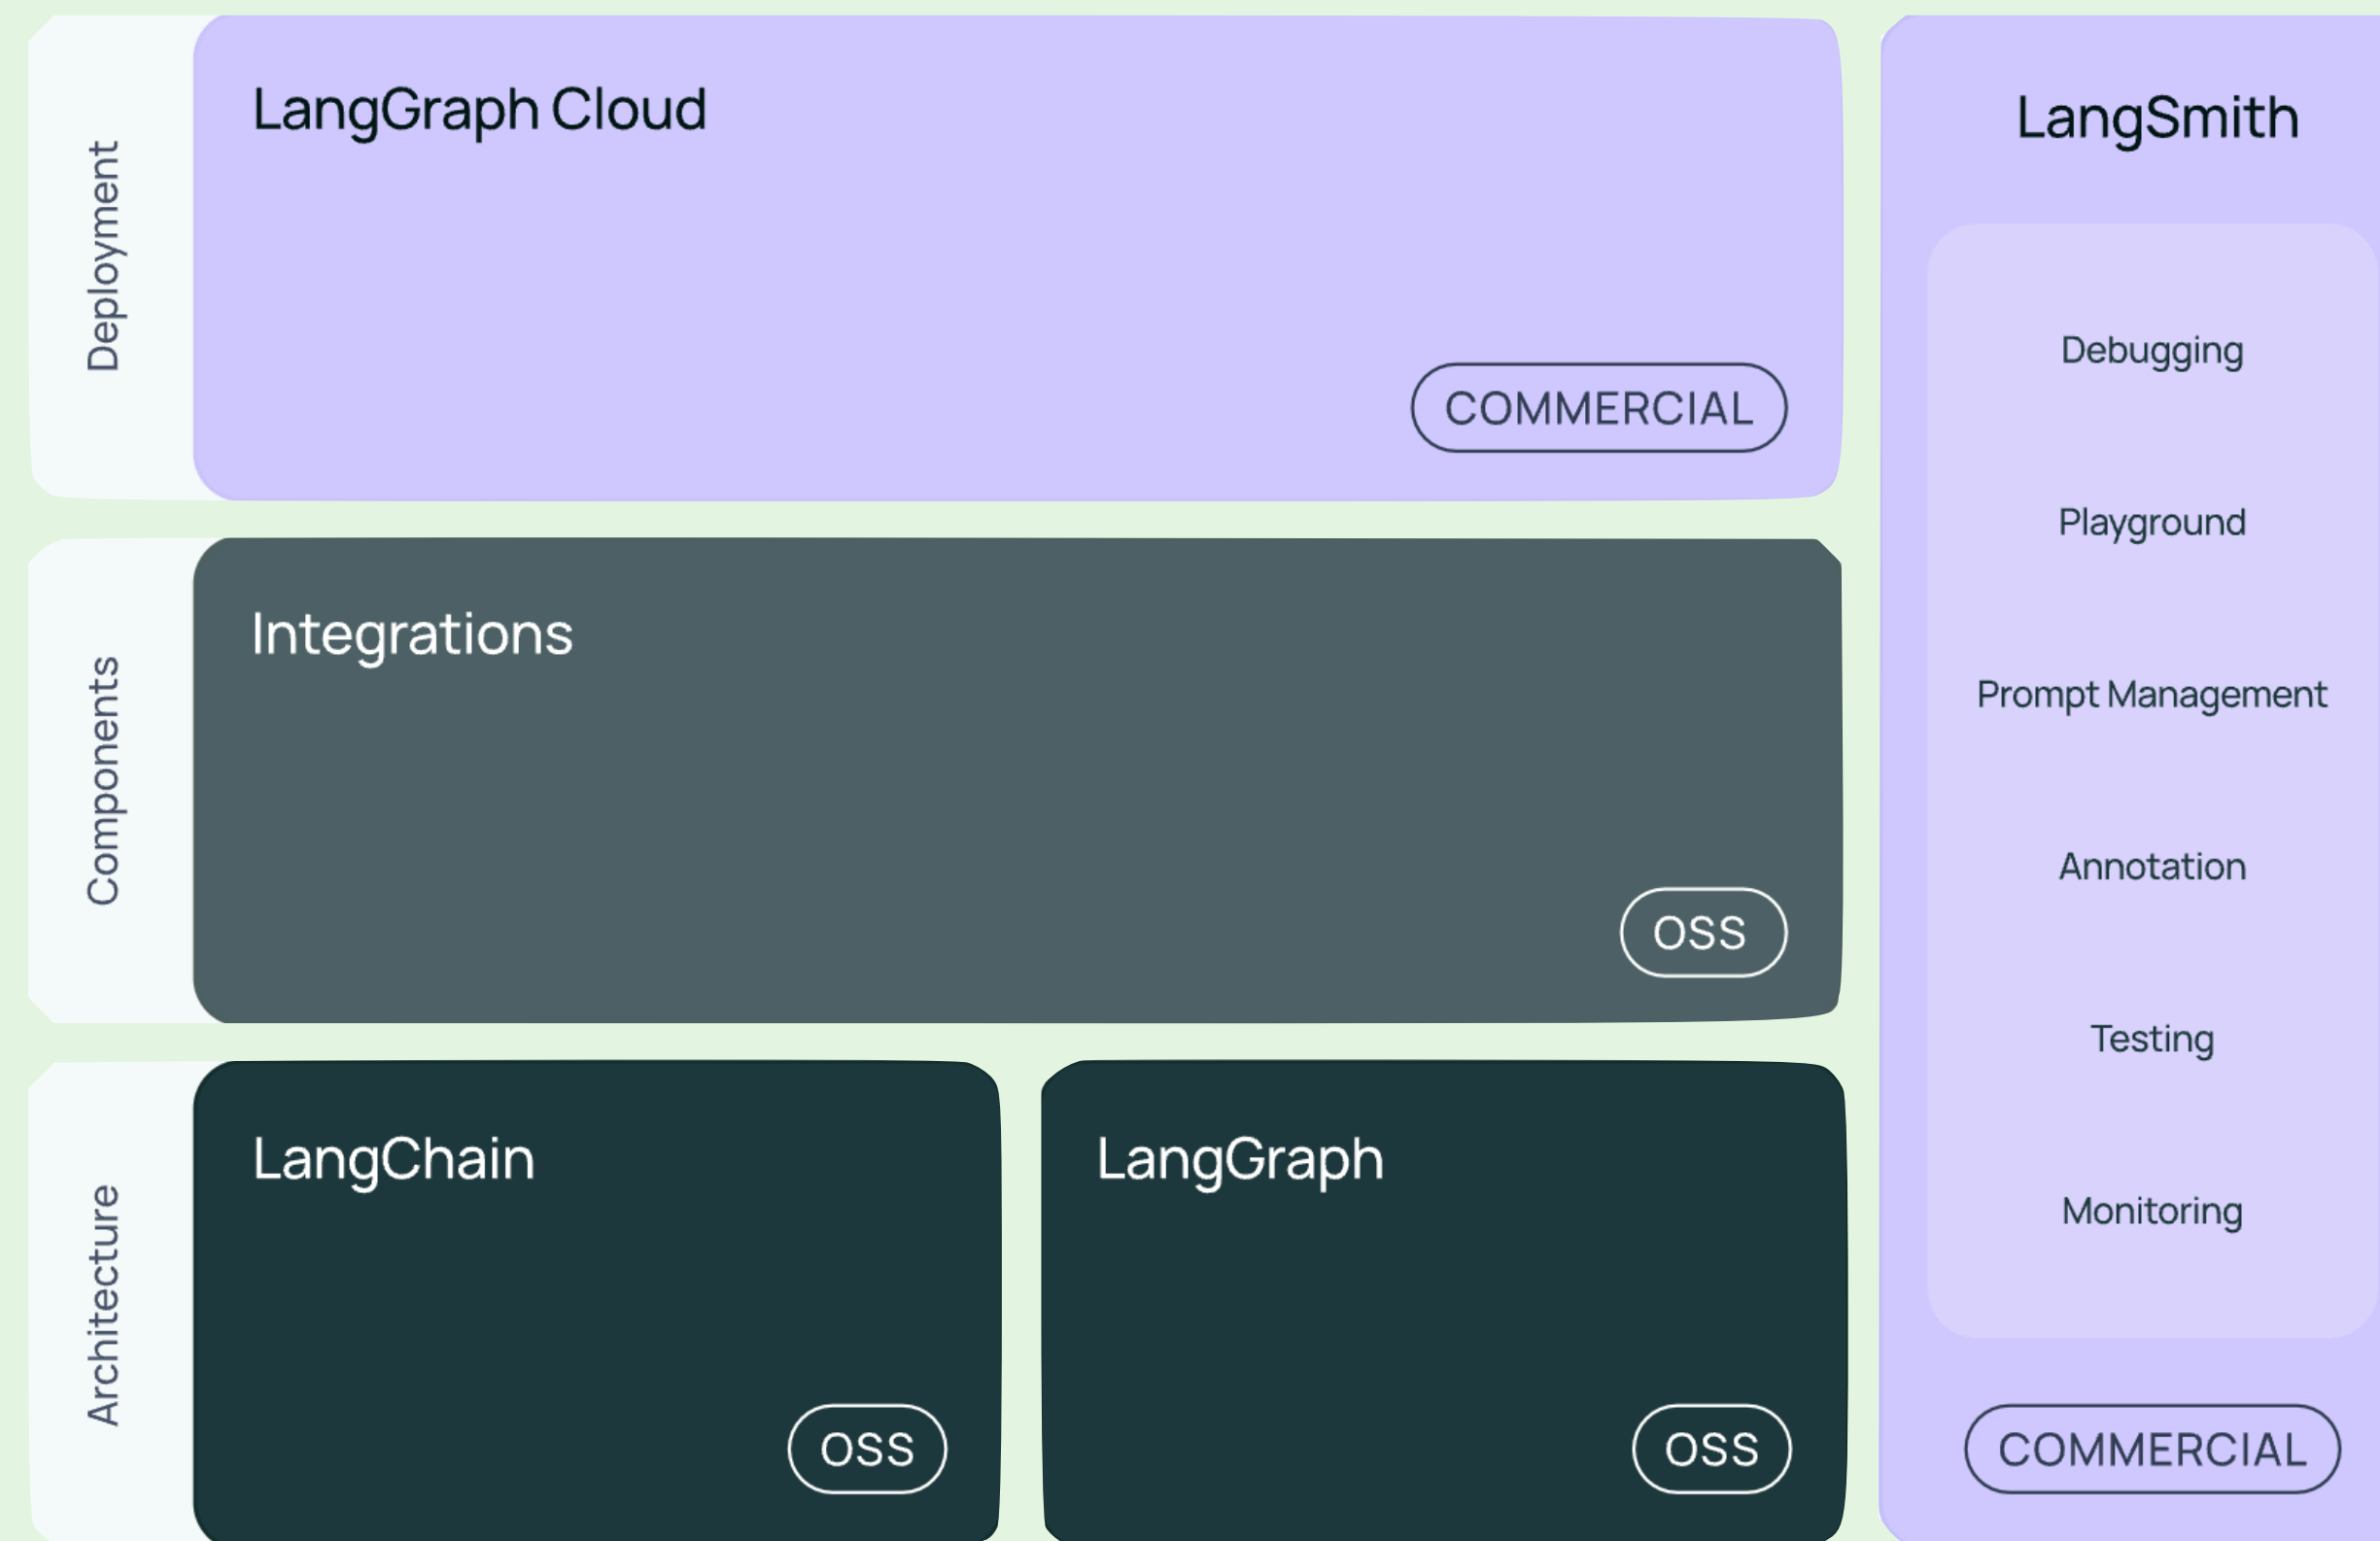 Deployment
LangGraph Cloud
COMMERCIAL
Components
Integrations
OSS
Architecture
LangChain
OSS
LangGraph
OSS
LangSmith
Debugging
Playground
Prompt Management
Annotation
Testing
Monitoring
COMMERCIAL